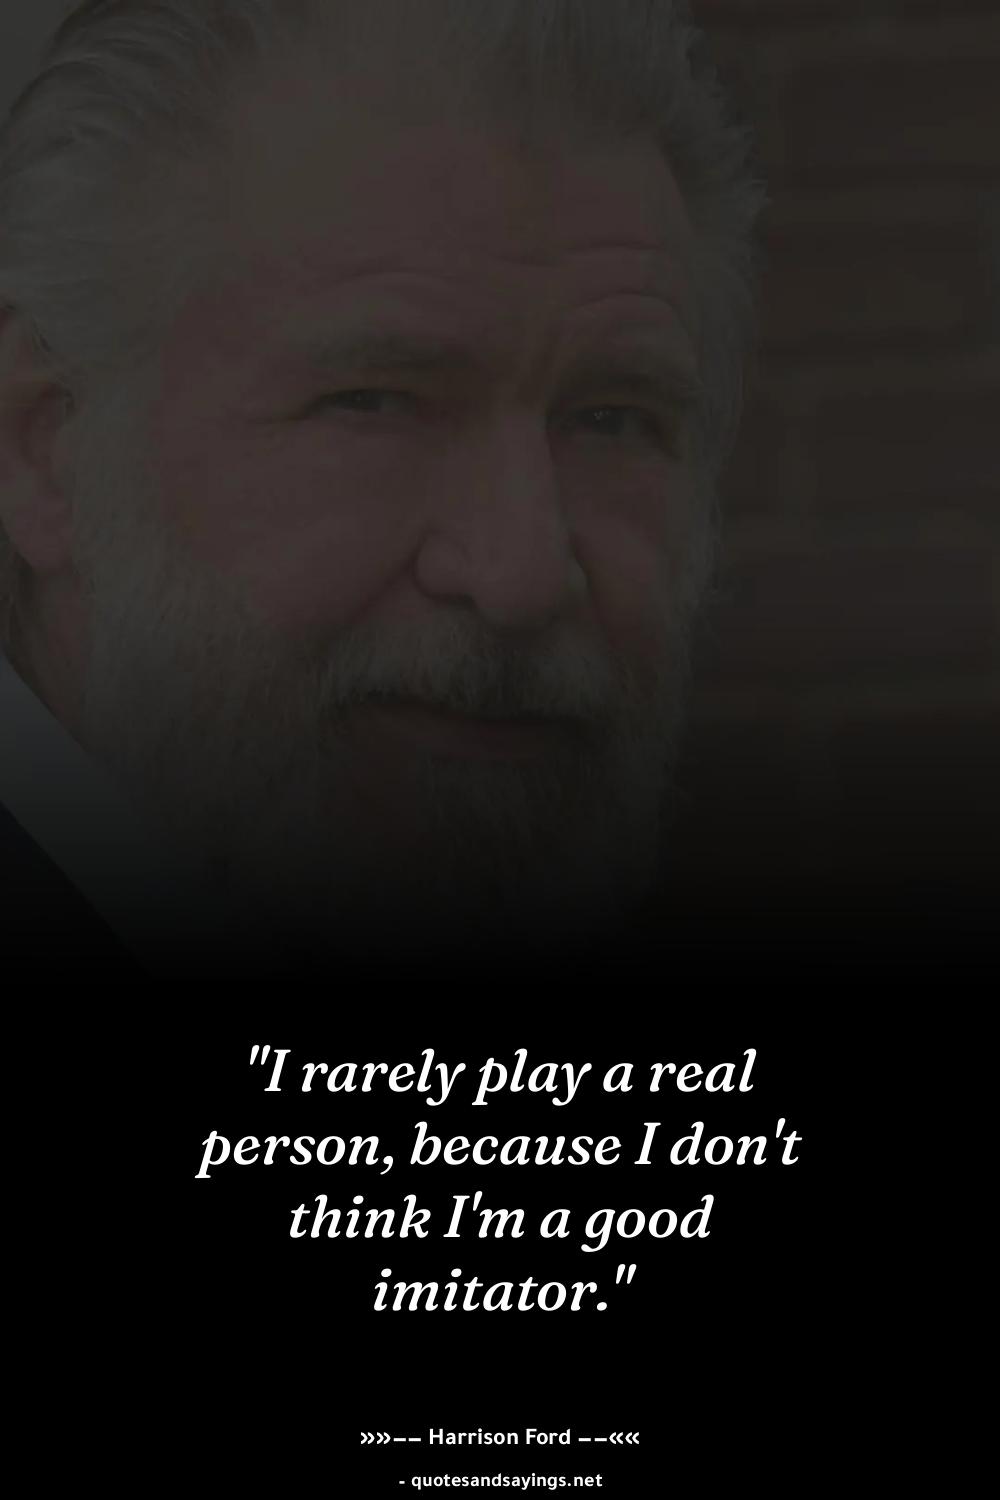 "I rarely play a real
person, because I don't
think I'm a good
imitator."
»»−− Harrison Ford −−««
- quotesandsayings.net